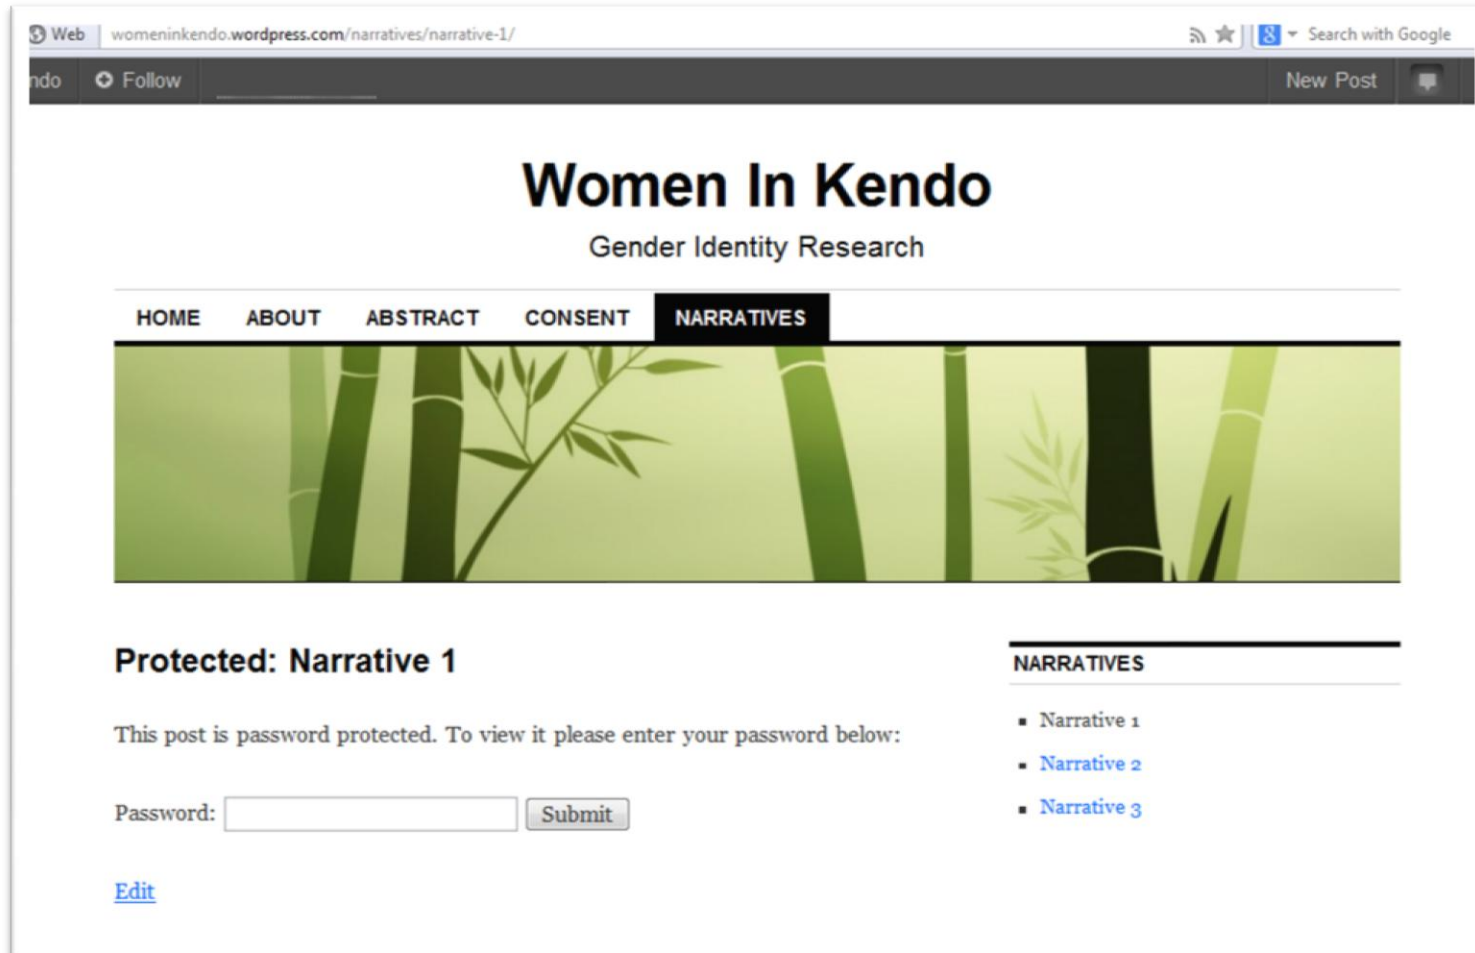 Web womeninkendo.wordpress.com/narratives/narrative-1/ Search with Google
ndo Follow New Post
Women In Kendo
Gender Identity Research
HOME ABOUT ABSTRACT CONSENT NARRATIVES
Protected: Narrative 1
This post is password protected. To view it please enter your password below:
Password: Submit
Edit
NARRATIVES
Narrative 1
Narrative 2
Narrative 3